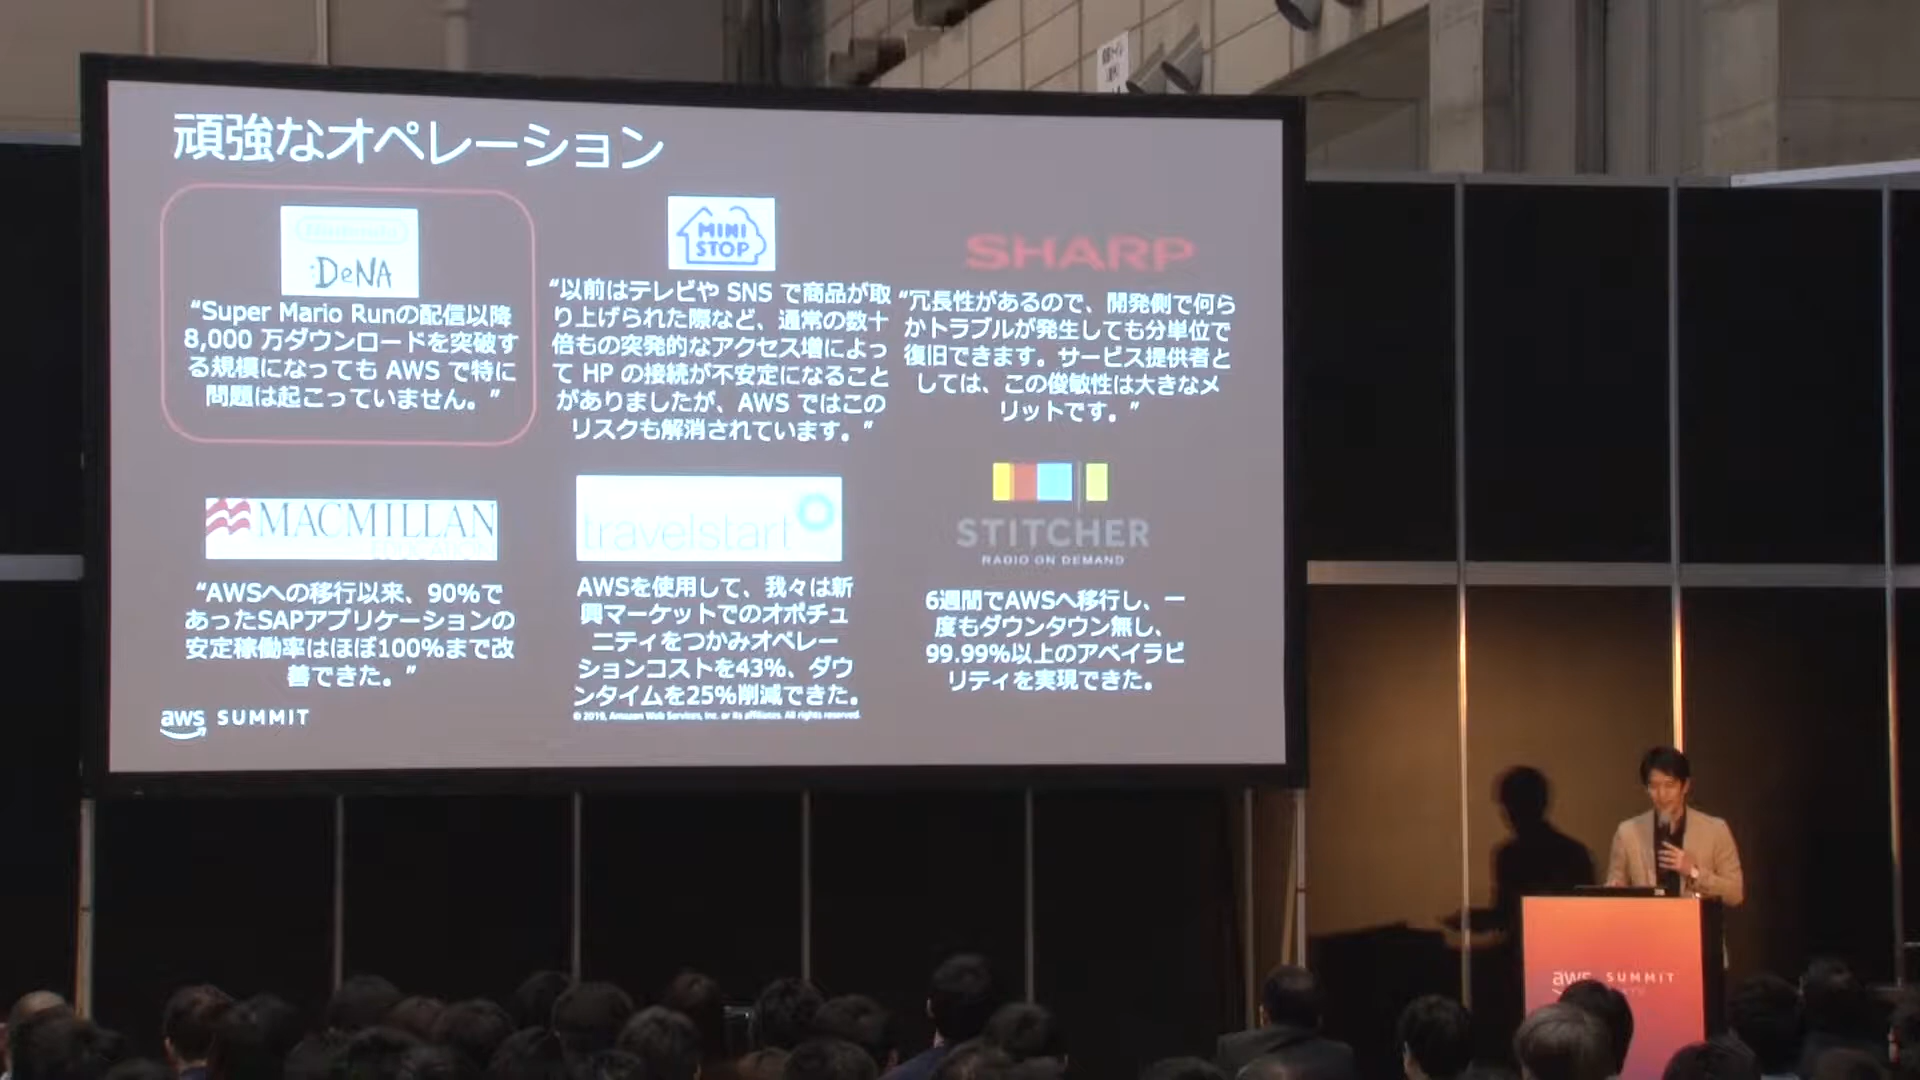 頑強なオペレーション
Nintendo
:DeNA
“Super Mario Runの配信以降
8,000 万ダウンロードを突破す
る規模になっても AWS で特に
問題は起こっていません。”
MINI
STOP
“以前はテレビや SNS で商品が取
り上げられた際など、通常の数十
倍もの突発的なアクセス増によっ
て HP の接続が不安定になること
がありましたが、AWS ではこの
リスクも解消されています。”
SHARP
“冗長性があるので、開発側で何ら
かトラブルが発生しても分単位で
復旧できます。サービス提供者と
しては、この俊敏性は大きなメ
リットです。”
MACMILLAN
EDUCATION
“AWSへの移行以来、90%で
あったSAPアプリケーションの
安定稼働率はほぼ100%まで改
善できた。”
travelstart
AWSを使用して、我々は新
興マーケットでのオポチュ
ニティをつかみオペレー
ションコストを43%、ダウ
ンタイムを25%削減できた。
STITCHER
RADIO ON DEMAND
6週間でAWSへ移行し、一
度もダウンタウン無し、
99.99%以上のアベイラビ
リティを実現できた。
aws SUMMIT
© 2019, Amazon Web Services, Inc. or its affiliates. All rights reserved.
aws SUMMIT